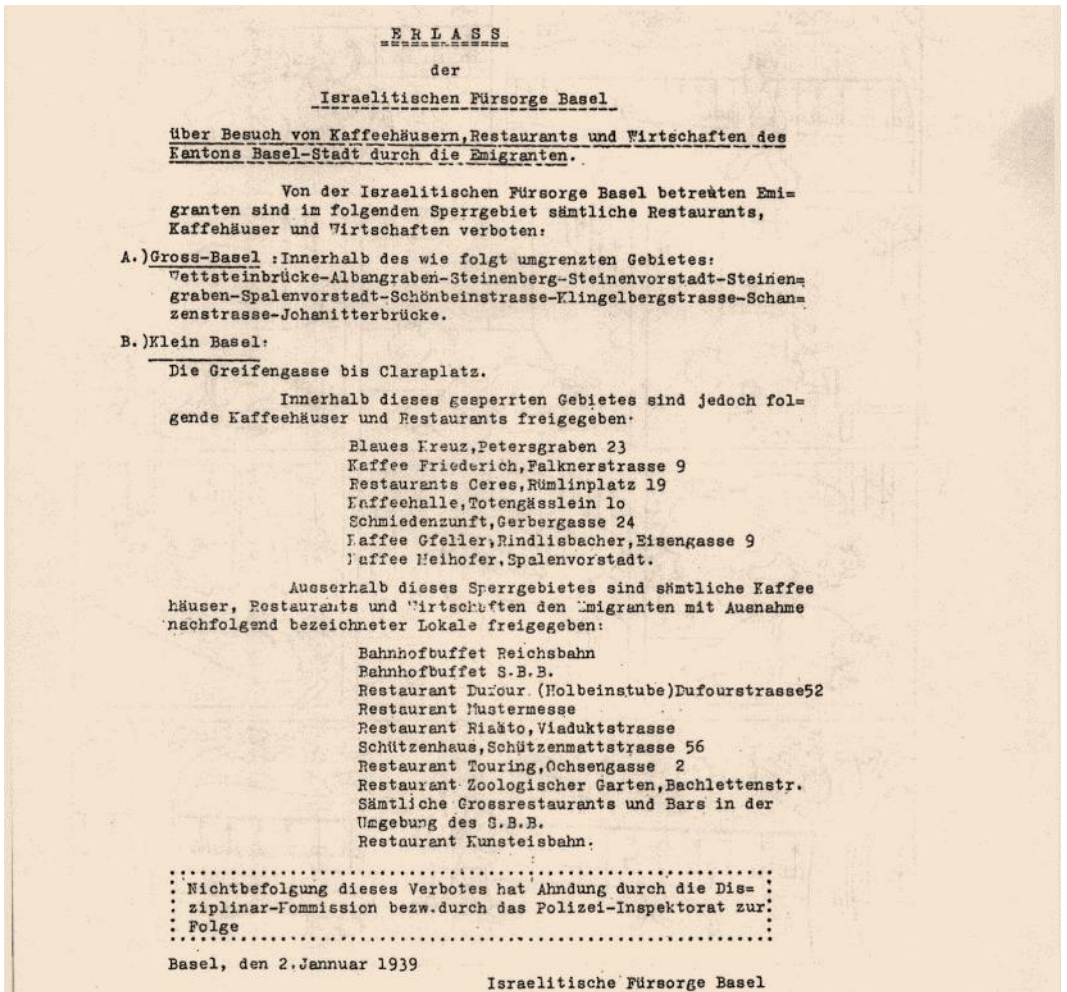 ERLASS
der
Israelitischen Fürsorge Basel
über Besuch von Kaffeehäusern,Restaurants und Wirtschaften des
Kantons Basel-Stadt durch die Emigranten.
Von der Israelitischen Fürsorge Basel betreuten Emi=
granten sind im folgenden Sperrgebiet sämtliche Restaurants,
Kaffehäuser und Wirtschaften verboten:
A.)Gross-Basel :Innerhalb des wie folgt umgrenzten Gebietes:
Wettsteinbrücke-Albangraben-Steinenberg-Steinenvorstadt-Steinen=
graben-Spalenvorstadt-Schönbeinstrasse-Klingelbergstrasse-Schan=
zenstrasse-Johanitterbrücke.
B.)Klein Basel:
Die Greifengasse bis Claraplatz.
Innerhalb dieses gesperrten Gebietes sind jedoch fol=
gende Kaffeehäuser und Restaurants freigegeben:
Blaues Kreuz,Petersgraben 23
Kaffee Friederich,Falknerstrasse 9
Restaurants Ceres,Rümlinplatz 19
Kaffeehalle,Totengässlein lo
Schmiedenzunft,Gerbergasse 24
Kaffee Gfeller,Rindlisbacher,Eisengasse 9
Kaffee Meihofer,Spalenvorstadt.
Ausserhalb dieses Sperrgebietes sind sämtliche Kaffee
häuser, Restaurants und Wirtschaften den Emigranten mit Ausnahme
nachfolgend bezeichneter Lokale freigegeben:
Bahnhofbuffet Reichsbahn
Bahnhofbuffet S.B.B.
Restaurant Dufour (Holbeinstube)Dufourstrasse52
Restaurant Mustermesse
Restaurant Rialto,Viaduktstrasse
Schützenhaus,Schützenmattstrasse 56
Restaurant Touring,Ochsengasse 2
Restaurant Zoologischer Garten,Bachlettenstr.
Sämtliche Grossrestaurants und Bars in der
Umgebung des S.B.B.
Restaurant Kunsteisbahn.
Nichtbefolgung dieses Verbotes hat Ahndung durch die Dis=
ziplinar-Kommission bezw.durch das Polizei-Inspektorat zur
Folge
Basel, den 2.Jannuar 1939
Israelitische Fürsorge Basel